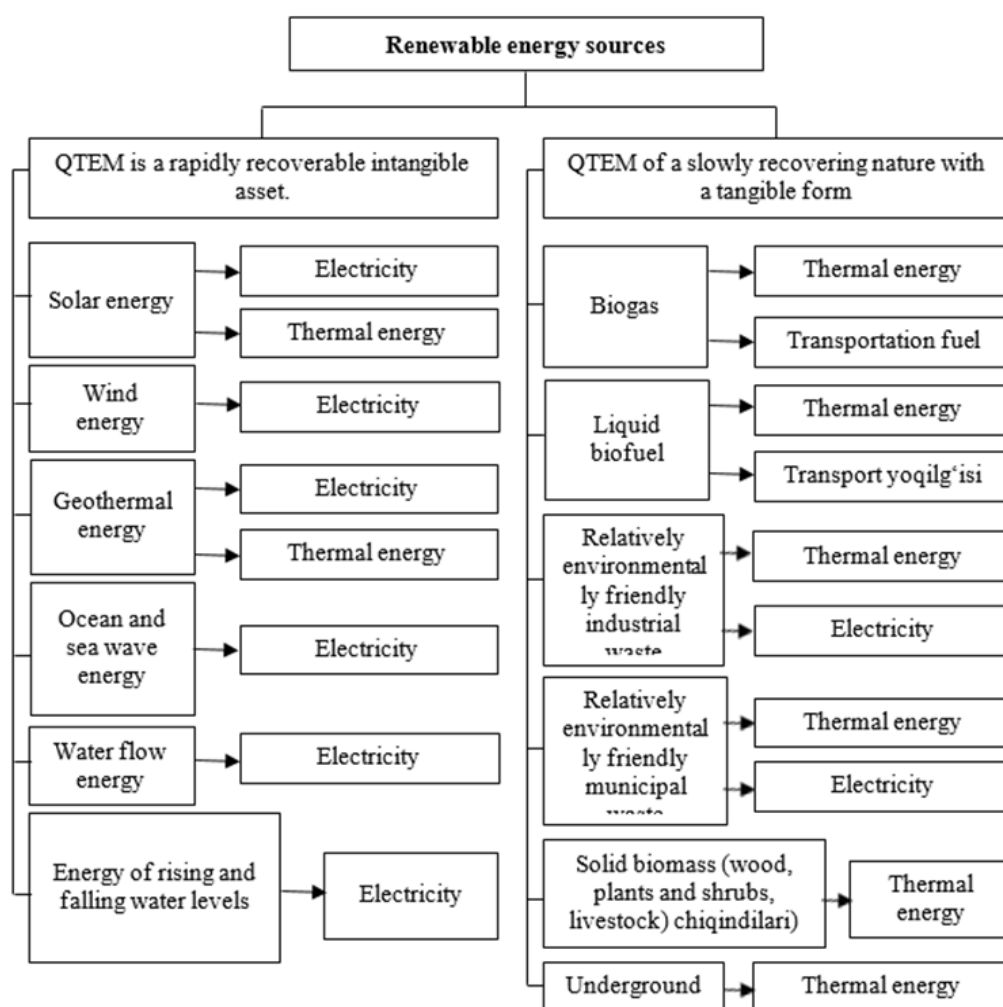 Renewable energy sources
QTEM is a rapidly recoverable intangible
asset.
Solar energy
Electricity
Thermal energy
Wind
energy
Electricity
Geothermal
energy
Electricity
Thermal energy
Ocean and
sea wave
energy
Electricity
Water flow
energy
Electricity
Energy of rising and
falling water levels
Electricity
QTEM of a slowly recovering nature with
a tangible form
Biogas
Thermal energy
Transportation fuel
Liquid
biofuel
Thermal energy
Transport yoqilg‘isi
Relatively
environmental
ly friendly
industrial
waste
Thermal energy
Electricity
Relatively
environmental
ly friendly
municipal
waste
Thermal energy
Electricity
Solid biomass (wood,
plants and shrubs,
livestock) chiqindilari)
Thermal
energy
Underground
Thermal energy